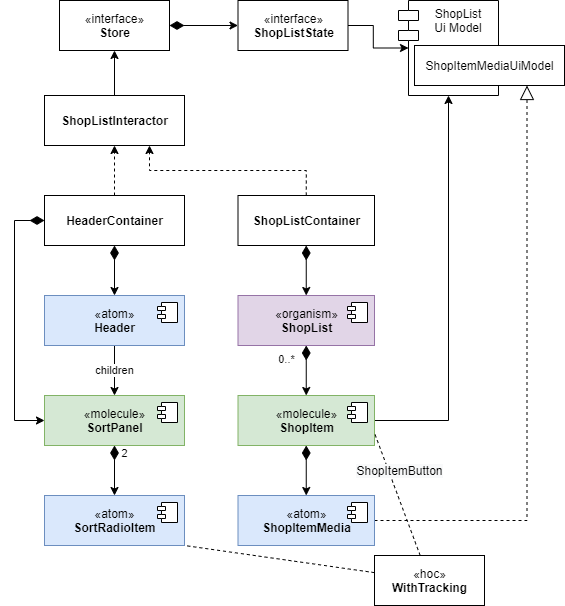 «interface»
Store
«interface»
ShopListState
ShopList
Ui Model
ShopItemMediaUiModel
ShopListInteractor
HeaderContainer
ShopListContainer
«atom»
Header
«organism»
ShopList
children
0..*
«molecule»
SortPanel
«molecule»
ShopItem
2
ShopItemButton
«atom»
SortRadioItem
«atom»
ShopItemMedia
«hoc»
WithTracking